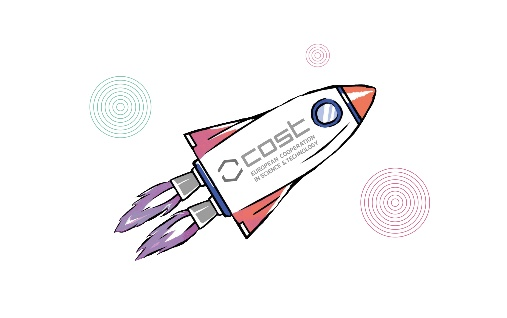 cost
EUROPEAN COOPERATION
IN SCIENCE & TECHNOLOGY